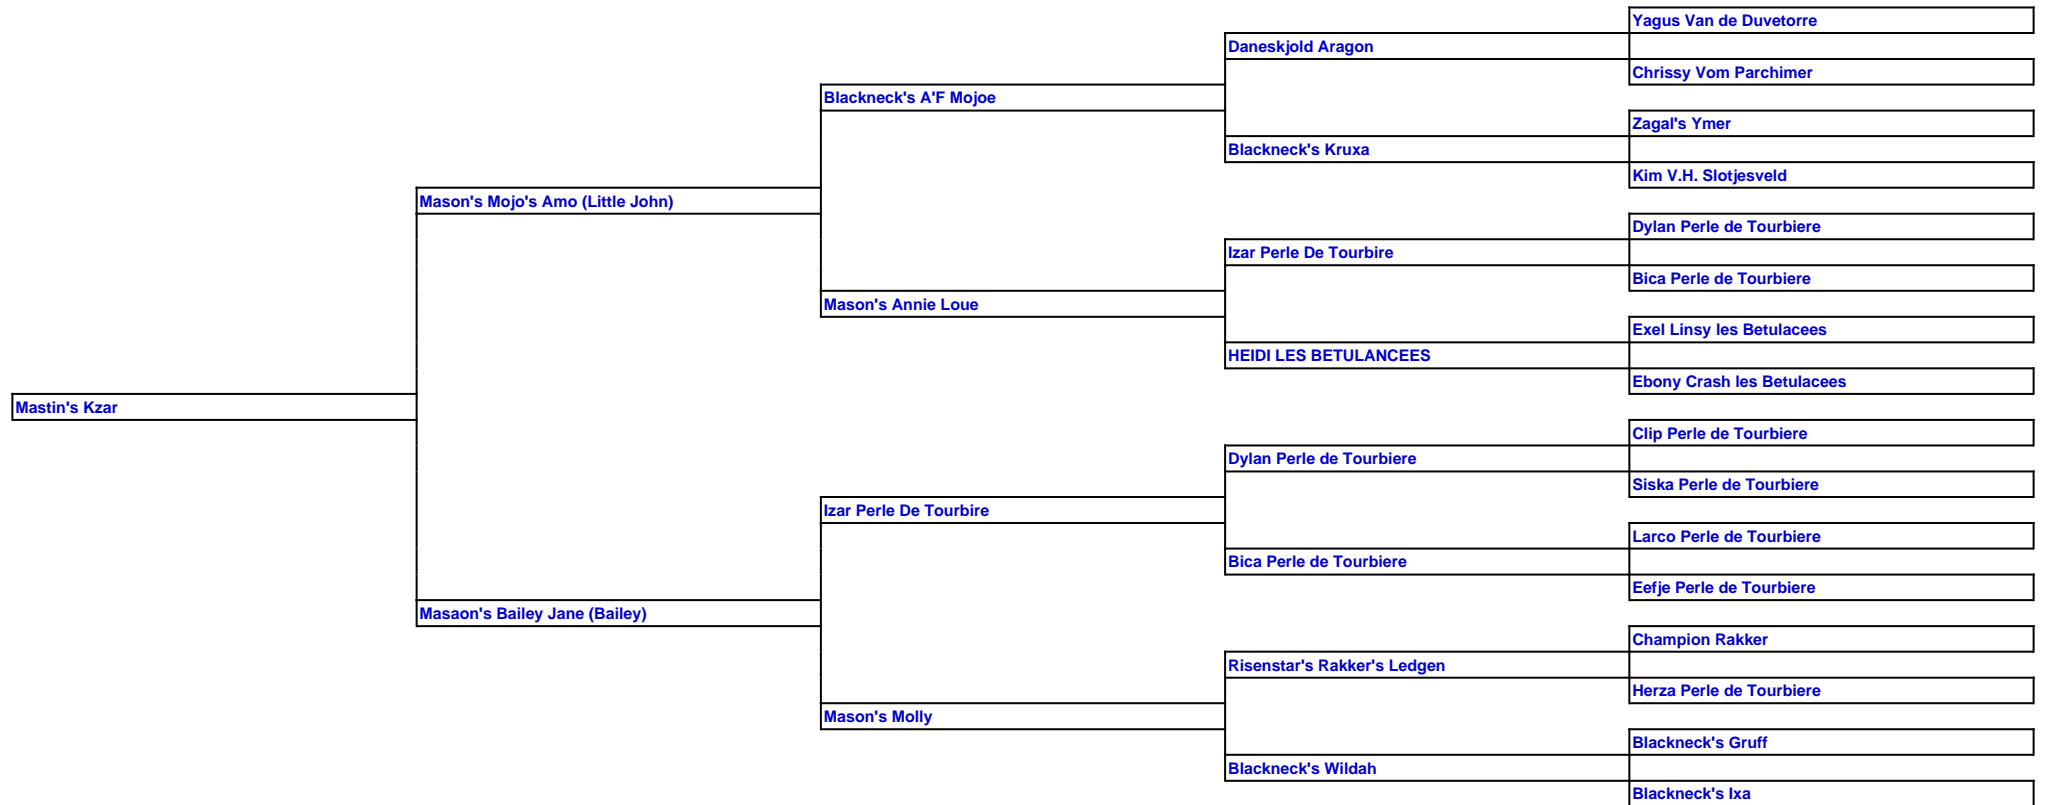 Yagus Van de Duvetorre
Daneskjold Aragon
Chrissy Vom Parchimer
Blackneck's A'F Mojoe
Zagal's Ymer
Blackneck's Kruxa
Kim V.H. Slotjesveld
Mason's Mojo's Amo (Little John)
Dylan Perle de Tourbiere
Izar Perle De Tourbire
Bica Perle de Tourbiere
Mason's Annie Loue
Exel Linsy les Betulacees
HEIDI LES BETULANCEES
Ebony Crash les Betulacees
Mastin's Kzar
Clip Perle de Tourbiere
Dylan Perle de Tourbiere
Siska Perle de Tourbiere
Izar Perle De Tourbire
Larco Perle de Tourbiere
Bica Perle de Tourbiere
Eefje Perle de Tourbiere
Masaon's Bailey Jane (Bailey)
Champion Rakker
Risenstar's Rakker's Ledgen
Herza Perle de Tourbiere
Mason's Molly
Blackneck's Gruff
Blackneck's Wildah
Blackneck's Ixa